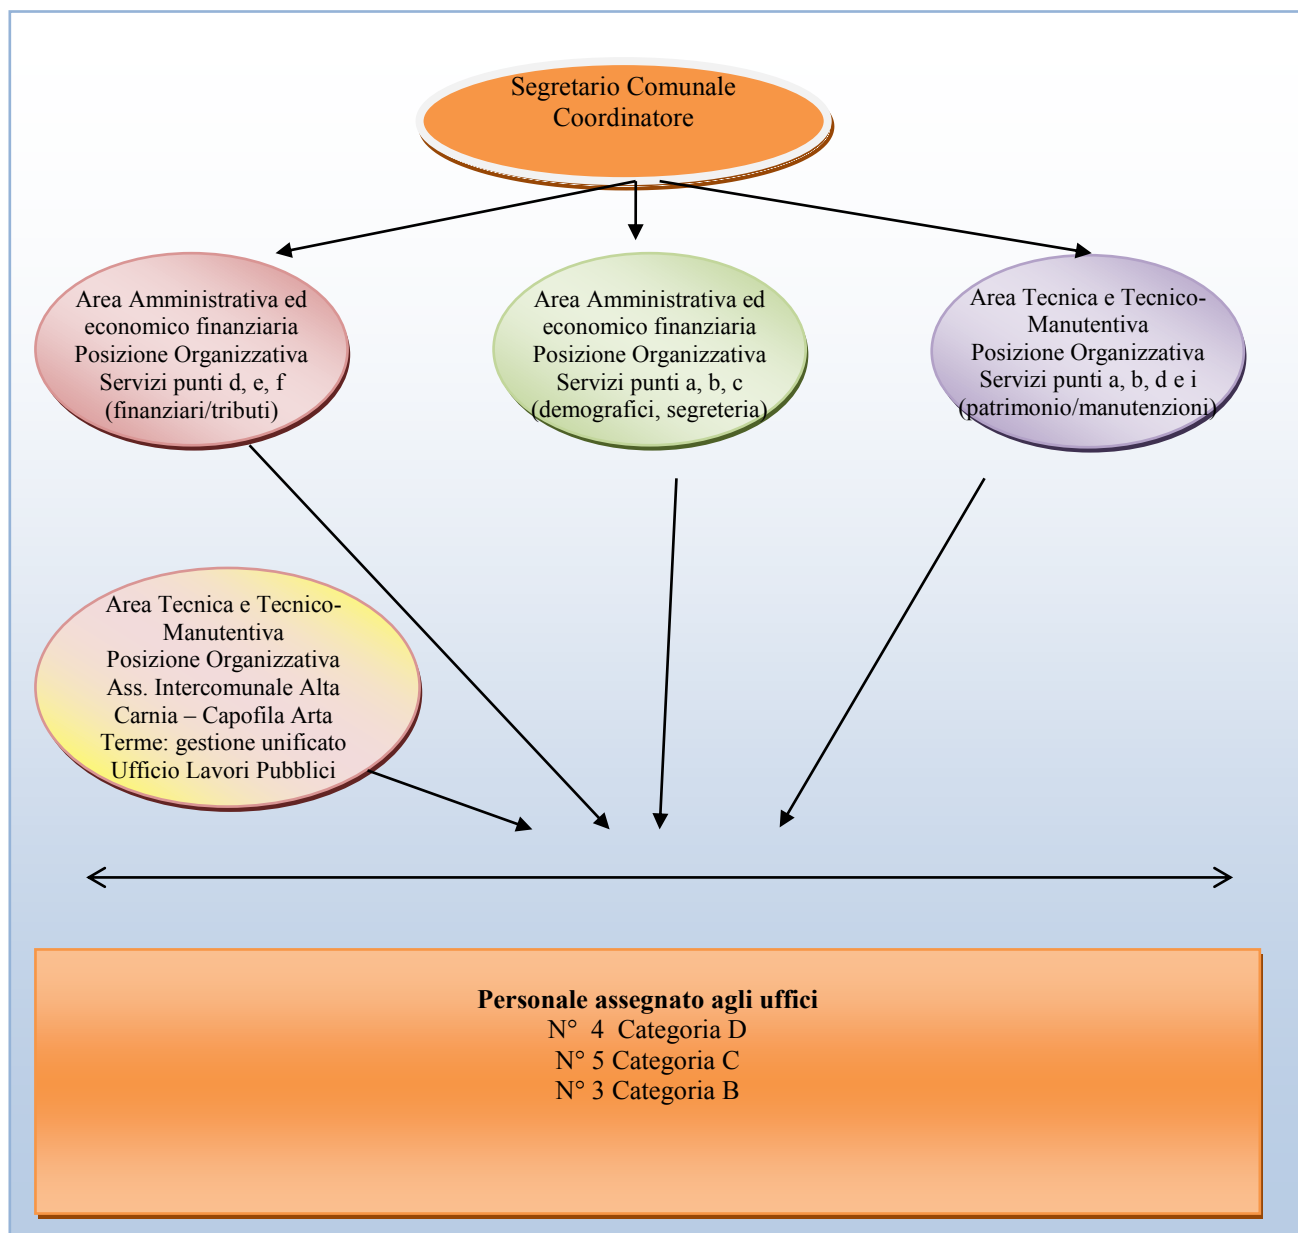 Segretario Comunale
Coordinatore
Area Amministrativa ed
economico finanziaria
Posizione Organizzativa
Servizi punti d, e, f
(finanziari/tributi)
Area Amministrativa ed
economico finanziaria
Posizione Organizzativa
Servizi punti a, b, c
(demografici, segreteria)
Area Tecnica e Tecnico-
Manutentiva
Posizione Organizzativa
Servizi punti a, b, d e i
(patrimonio/manutenzioni)
Area Tecnica e Tecnico-
Manutentiva
Posizione Organizzativa
Ass. Intercomunale Alta
Carnia – Capofila Arta
Terme: gestione unificato
Ufficio Lavori Pubblici
Personale assegnato agli uffici
N° 4 Categoria D
N° 5 Categoria C
N° 3 Categoria B